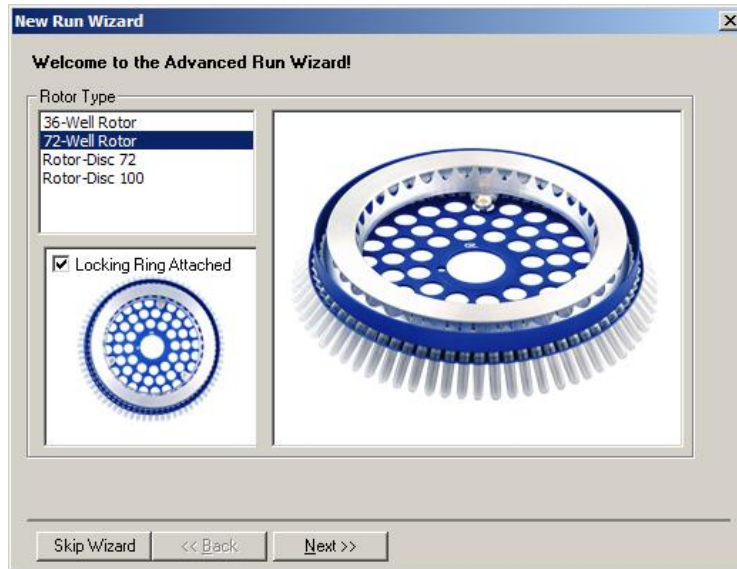 New Run Wizard
Welcome to the Advanced Run Wizard!
Rotor Type
36-Well Rotor
72-Well Rotor
Rotor-Disc 72
Rotor-Disc 100
Locking Ring Attached
Skip Wizard
<< Back
Next >>